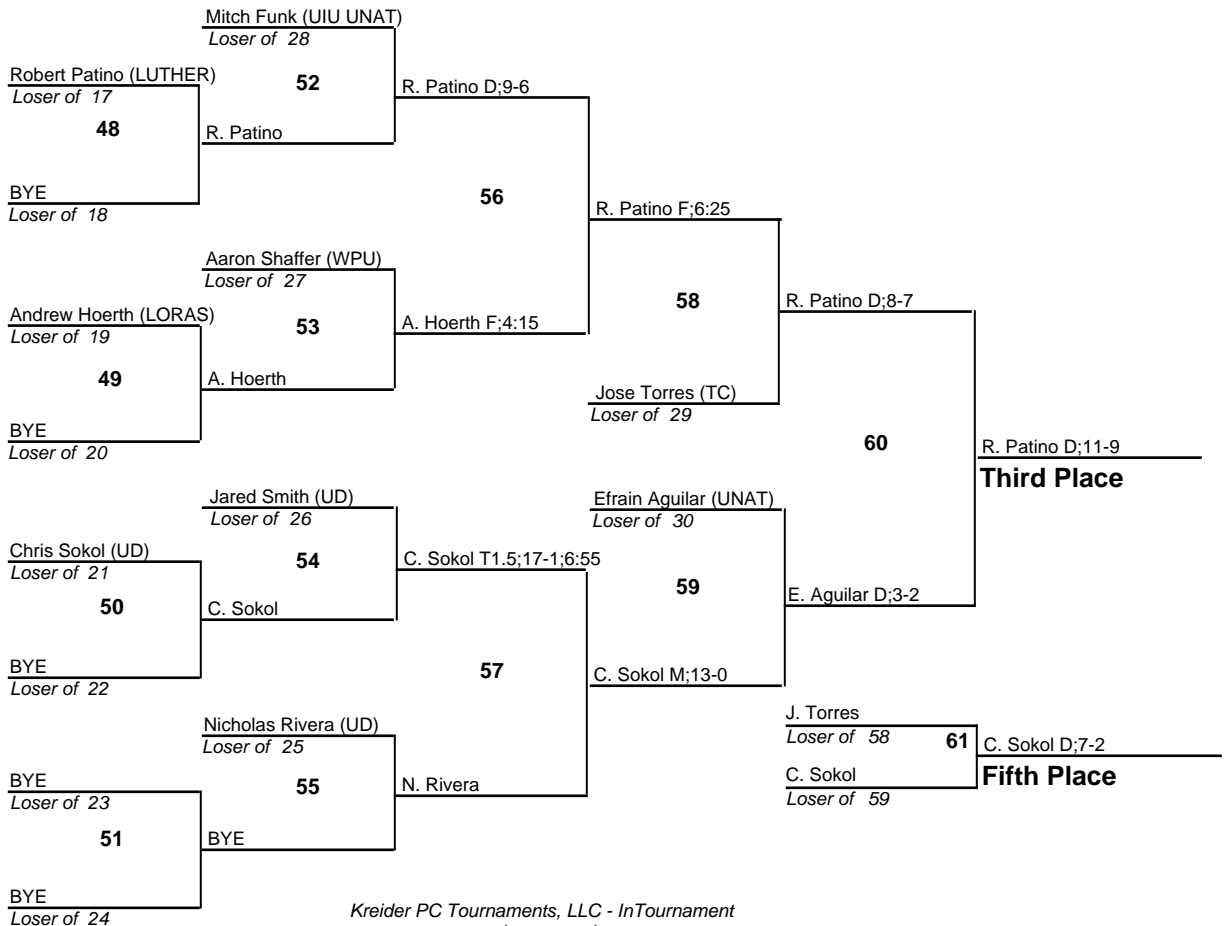 Mitch Funk (UIU UNAT)
Loser of 28
Robert Patino (LUTHER)
Loser of 17
52
R. Patino D;9-6
48
R. Patino
BYE
Loser of 18
56
R. Patino F;6:25
Aaron Shaffer (WPU)
Loser of 27
Andrew Hoerth (LORAS)
Loser of 19
53
A. Hoerth F;4:15
58
R. Patino D;8-7
49
A. Hoerth
Jose Torres (TC)
Loser of 29
BYE
Loser of 20
60
R. Patino D;11-9
Third Place
Jared Smith (UD)
Loser of 26
Efrain Aguilar (UNAT)
Loser of 30
Chris Sokol (UD)
Loser of 21
54
C. Sokol T1.5;17-1;6:55
59
E. Aguilar D;3-2
50
C. Sokol
BYE
Loser of 22
57
C. Sokol M;13-0
Nicholas Rivera (UD)
Loser of 25
J. Torres
Loser of 58
61
C. Sokol D;7-2
Fifth Place
BYE
Loser of 23
55
N. Rivera
C. Sokol
Loser of 59
51
BYE
BYE
Loser of 24
Kreider PC Tournaments, LLC - InTournament